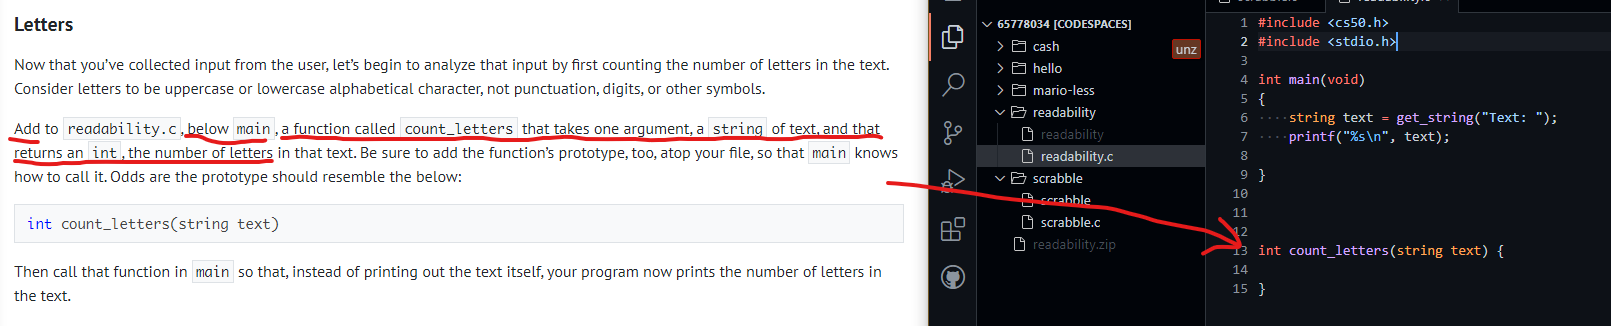 Letters
Now that you've collected input from the user, let's begin to analyze that input by first counting the number of letters in the text.
Consider letters to be uppercase or lowercase alphabetical character, not punctuation, digits, or other symbols.
Add to readability.c, below main, a function called count_letters that takes one argument, a string of text, and that
returns an int, the number of letters in that text. Be sure to add the function's prototype, too, atop your file, so that main knows
how to call it. Odds are the prototype should resemble the below:
int count_letters(string text)
Then call that function in main so that, instead of printing out the text itself, your program now prints the number of letters in
the text.
65778034 [CODESPACES]
cash
hello
mario-less
readability
readability
readability.c
scrabble
scrabble
scrabble.c
readability.zip
unz
1 #include <cs50.h>
2 #include <stdio.h>
3
4 int main(void)
5 {
6 ····string text = get_string("Text: ");
7 ····printf("%s\n", text);
8
9 }
10
11
12
13 int count_letters(string text) {
14
15 }